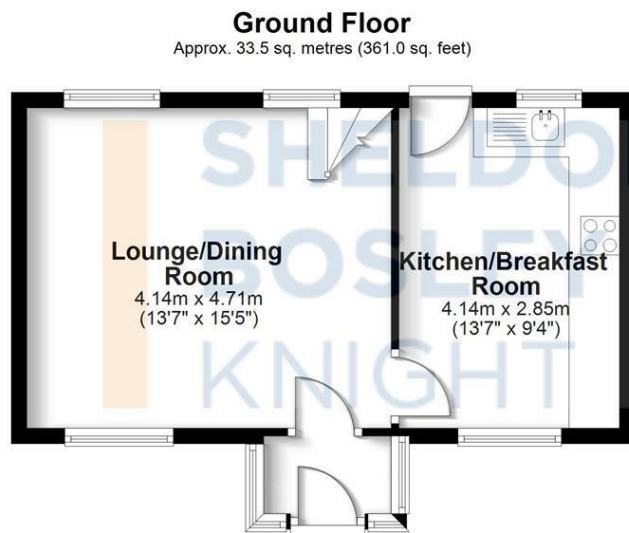 Ground Floor
Approx. 33.5 sq. metres (361.0 sq. feet)
SHELDO
BOSLEY
KNIGHT
Lounge/Dining
Room
4.14m x 4.71m
(13'7" x 15'5")
Kitchen/Breakfast
Room
4.14m x 2.85m
(13'7" x 9'4")